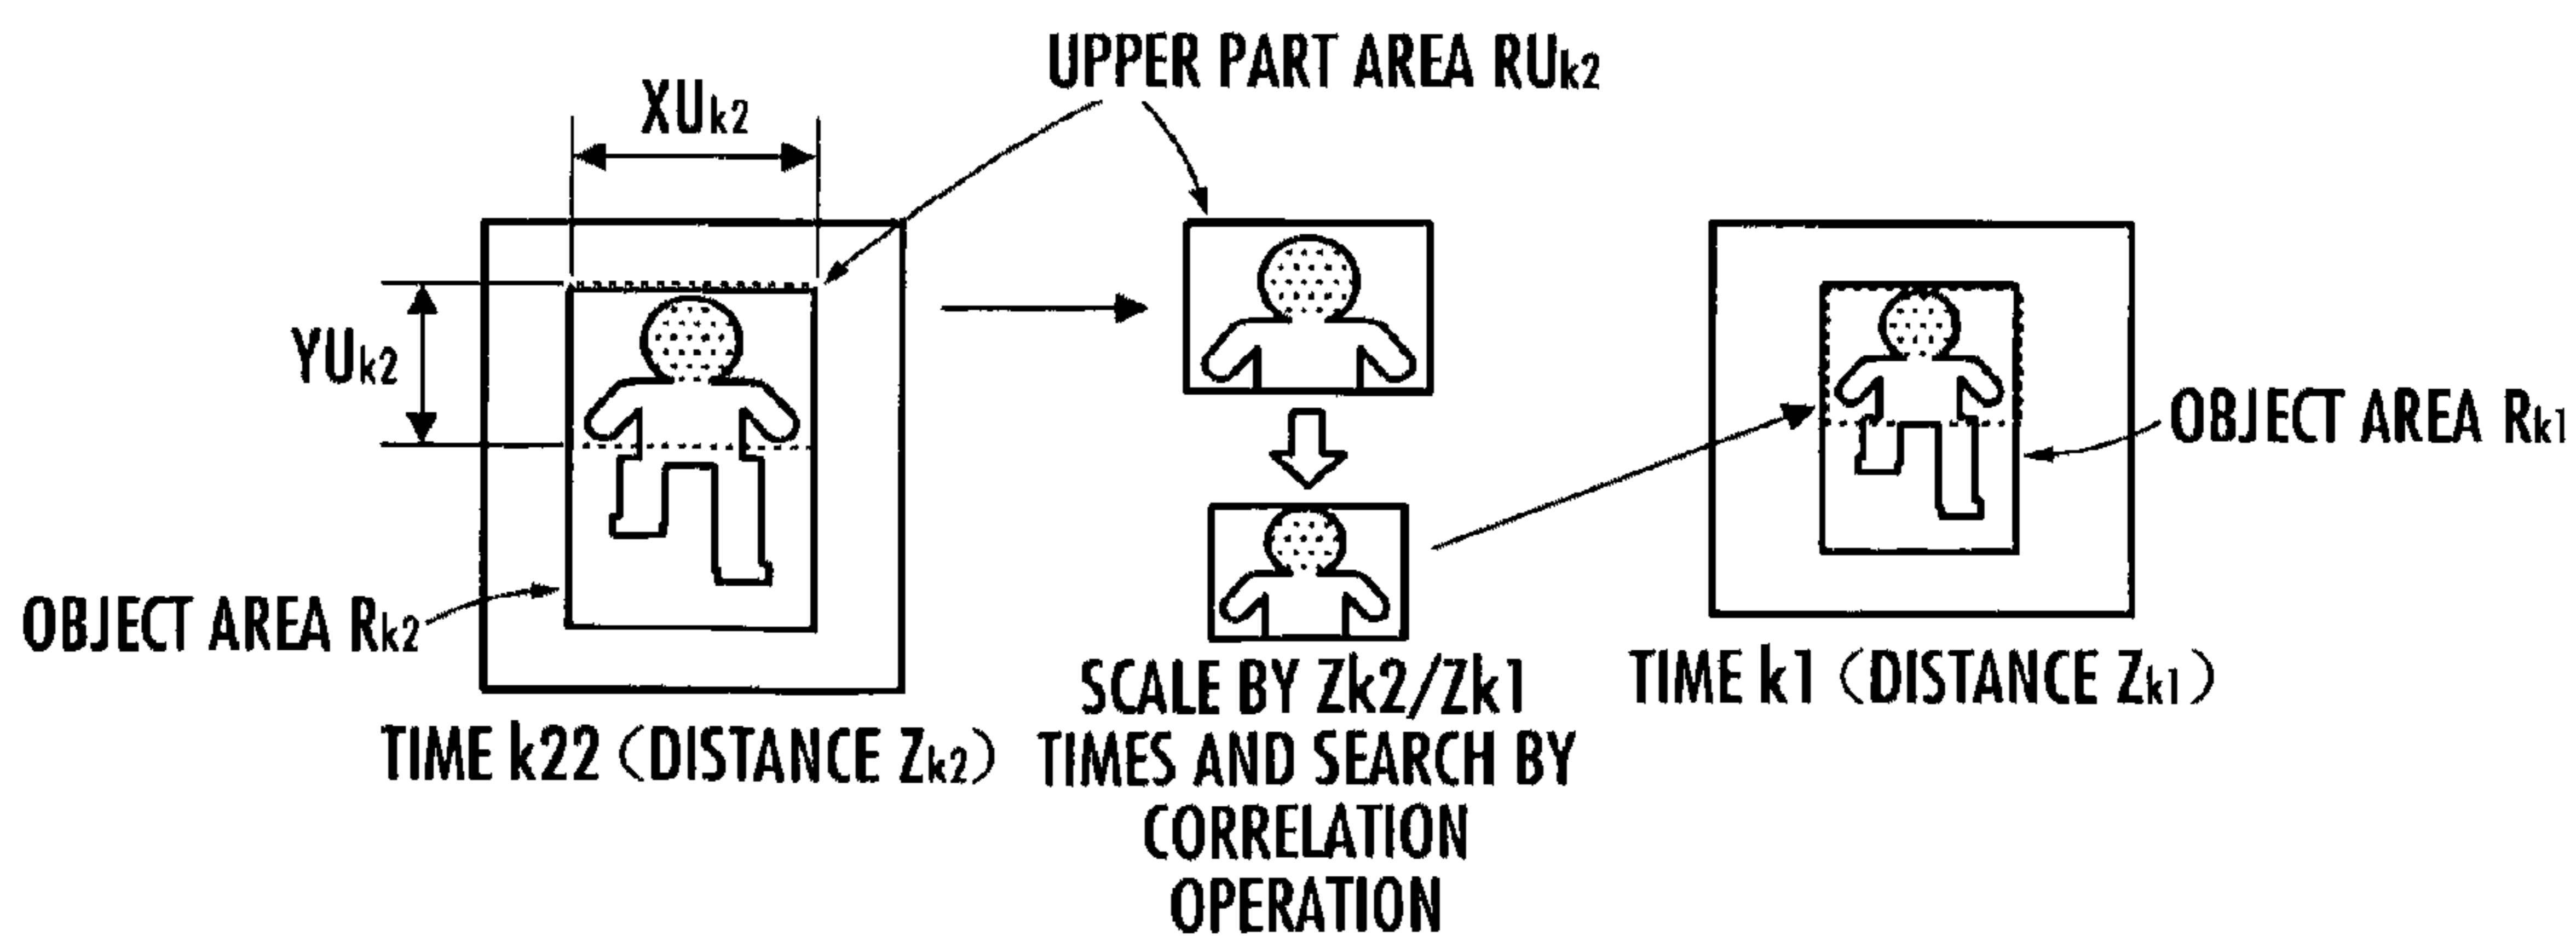 UPPER PART AREA RUk2
XUk2
YUk2
OBJECT AREA Rk1
OBJECT AREA Rk2
SCALE BY Zk2/Zk1
TIMES AND SEARCH BY
CORRELATION
OPERATION
TIME k1 (DISTANCE Zk1)
TIME k22 (DISTANCE Zk2)